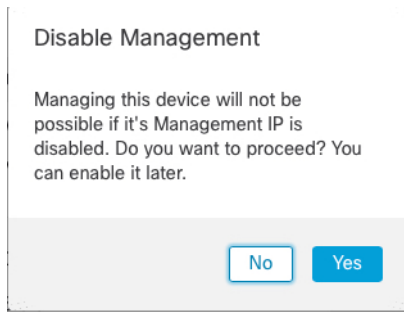 Disable Management
Managing this device will not be
possible if it's Management IP is
disabled. Do you want to proceed? You
can enable it later.
No
Yes